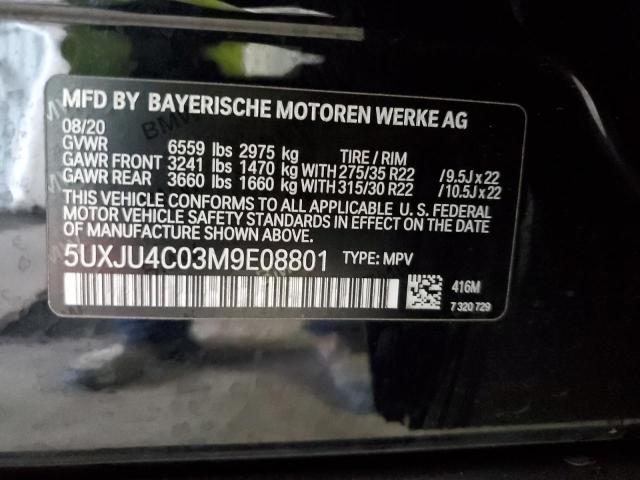 MFD BY BAYERISCHE MOTOREN WERKE AG
08/20
GVWR 6559 lbs 2975 kg TIRE / RIM
GAWR FRONT 3241 lbs 1470 kg WITH 275/35 R22 /9.5J x 22
GAWR REAR 3660 lbs 1660 kg WITH 315/30 R22 /10.5J x 22
THIS VEHICLE CONFORMS TO ALL APPLICABLE U.S. FEDERAL
MOTOR VEHICLE SAFETY STANDARDS IN EFFECT ON THE DATE
OF MANUFACTURE SHOWN ABOVE.
5UXJU4C03M9E08801 TYPE: MPV
416M
7 320 729